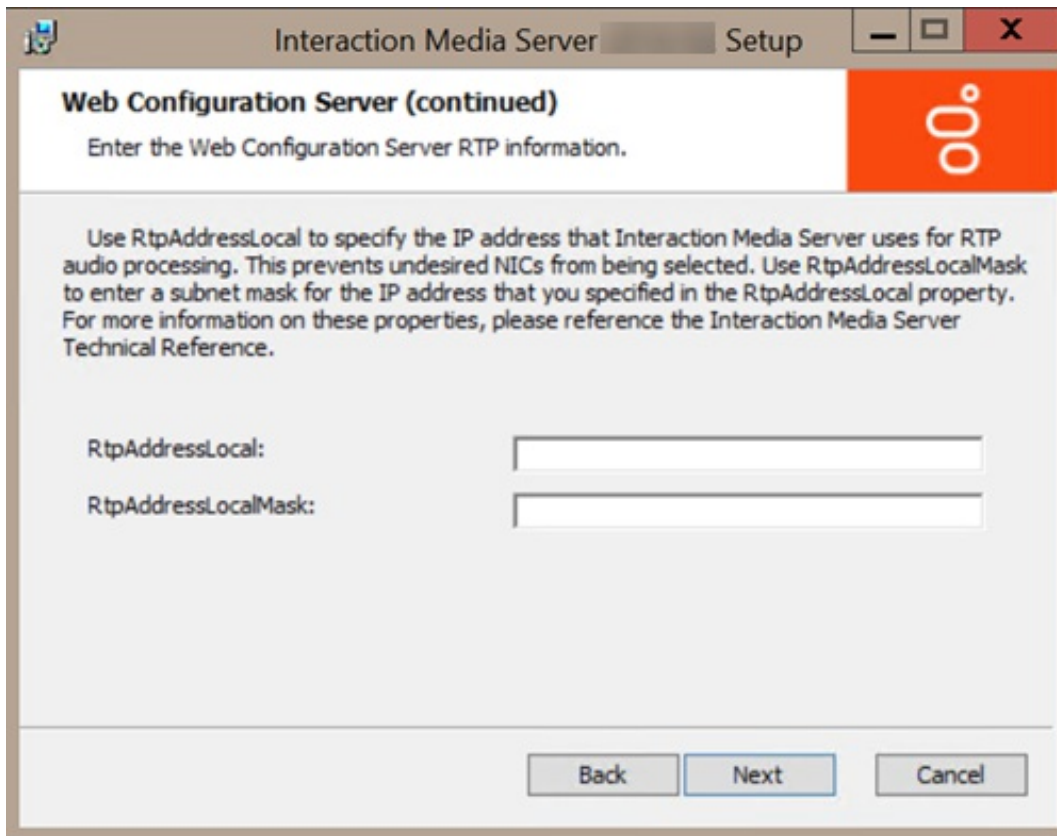 Interaction Media Server Setup
Web Configuration Server (continued)
Enter the Web Configuration Server RTP information.
Use RtpAddressLocal to specify the IP address that Interaction Media Server uses for RTP
audio processing. This prevents undesired NICs from being selected. Use RtpAddressLocalMask
to enter a subnet mask for the IP address that you specified in the RtpAddressLocal property.
For more information on these properties, please reference the Interaction Media Server
Technical Reference.
RtpAddressLocal:
RtpAddressLocalMask:
Back Next Cancel